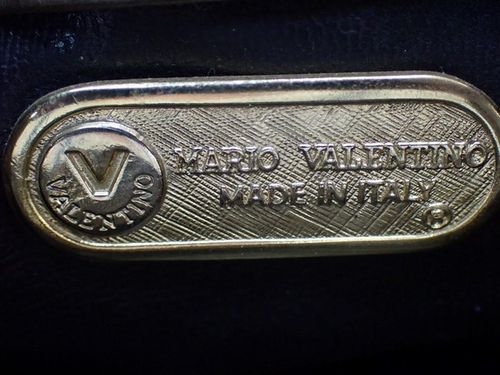 V
VALENTINO
MARIO VALENTINO
MADE IN ITALY
®